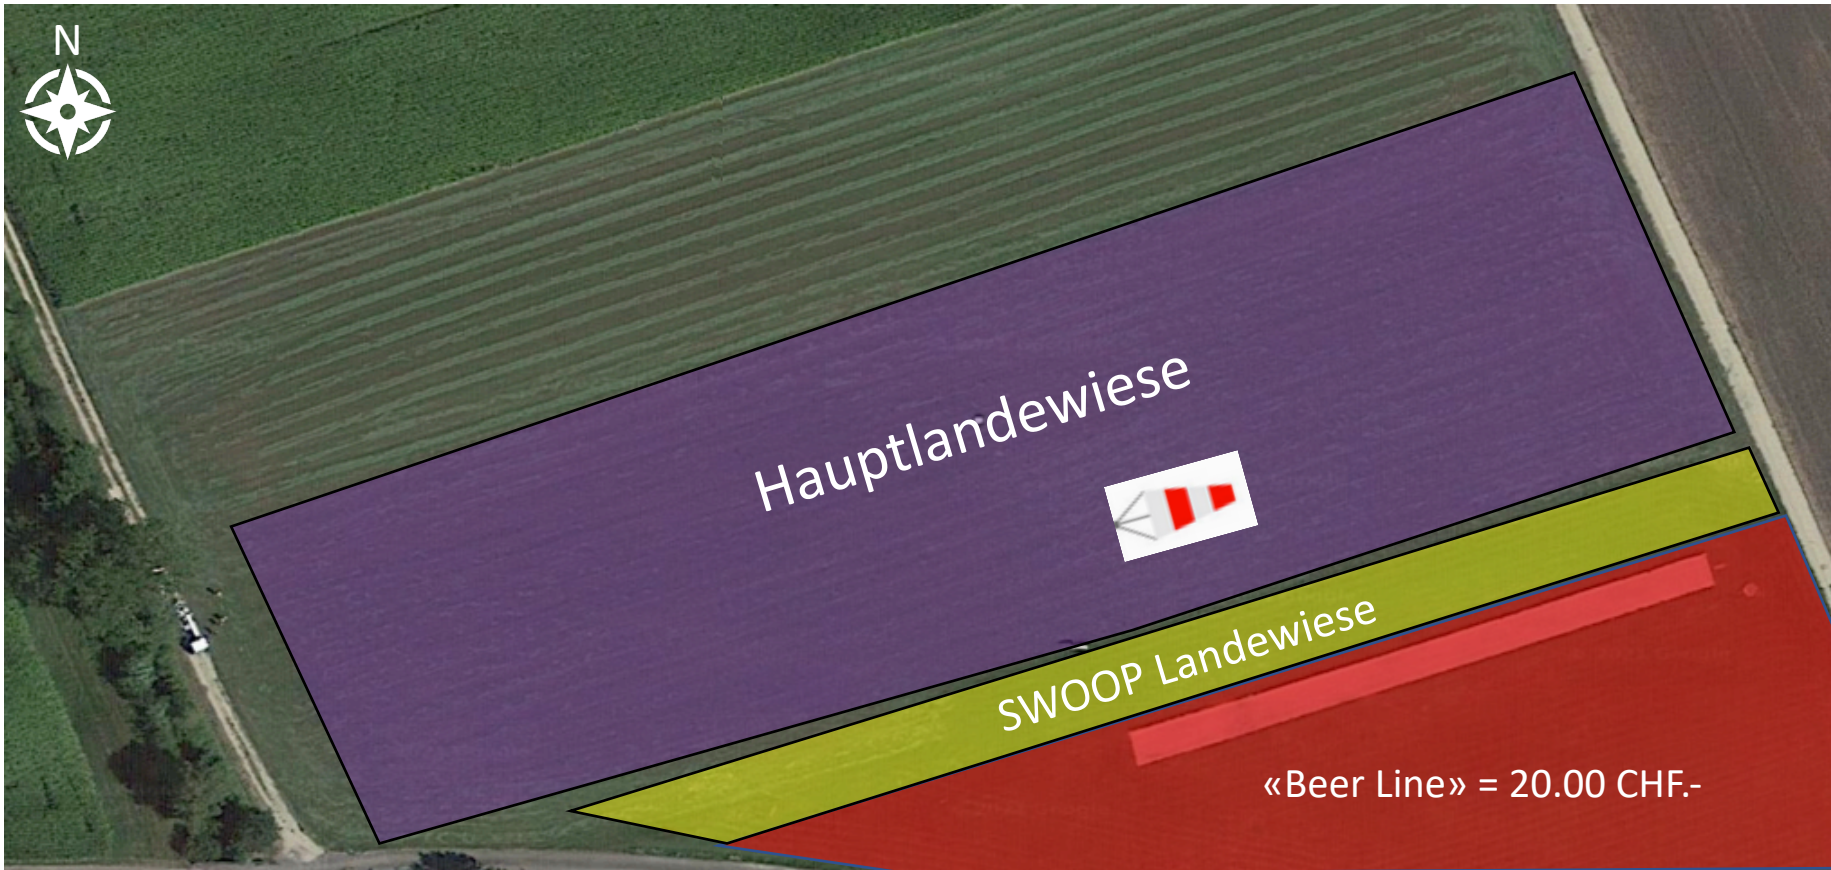 N
Hauptlandewiese
SWOOP Landewiese
«Beer Line» = 20.00 CHF.-